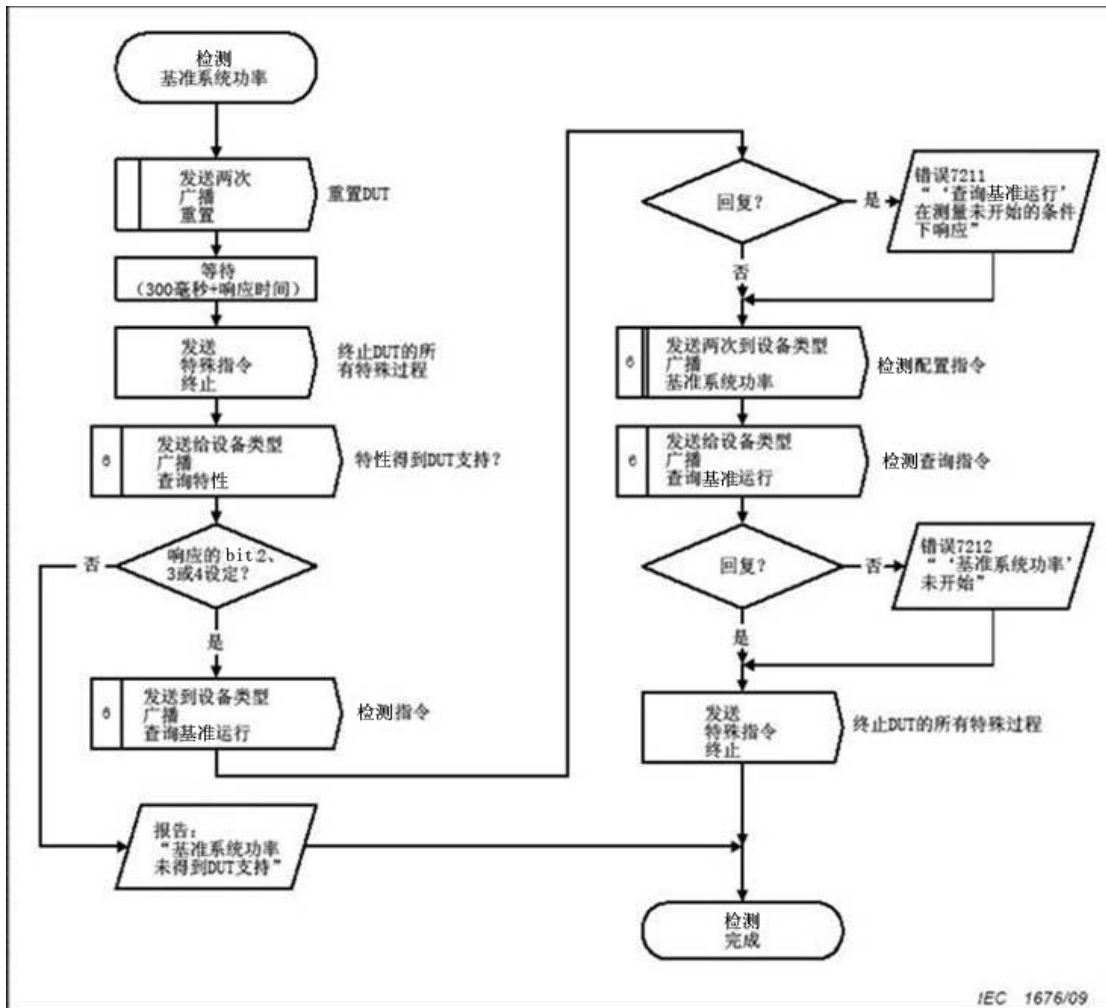 检测
基准系统功率
发送两次
广播
重置
重置DUT
等待
（300毫秒+响应时间）
发送
特殊指令
终止
终止DUT的所
有特殊过程
6
发送给设备类型
广播
查询特性
特性得到DUT支持？
响应的 bit 2、
3或4设定？
否
是
6
发送到设备类型
广播
查询基准运行
检测指令
报告：
“基准系统功率
未得到DUT支持”
回复？
是
错误7211
“‘查询基准运行’
在测量未开始的条件
下响应”
否
6
发送两次到设备类型
广播
基准系统功率
检测配置指令
6
发送给设备类型
广播
查询基准运行
检测查询指令
回复？
否
错误7212
“‘基准系统功率’
未开始”
是
发送
特殊指令
终止
终止DUT的所有特殊过程
检测
完成
IEC 1676/09